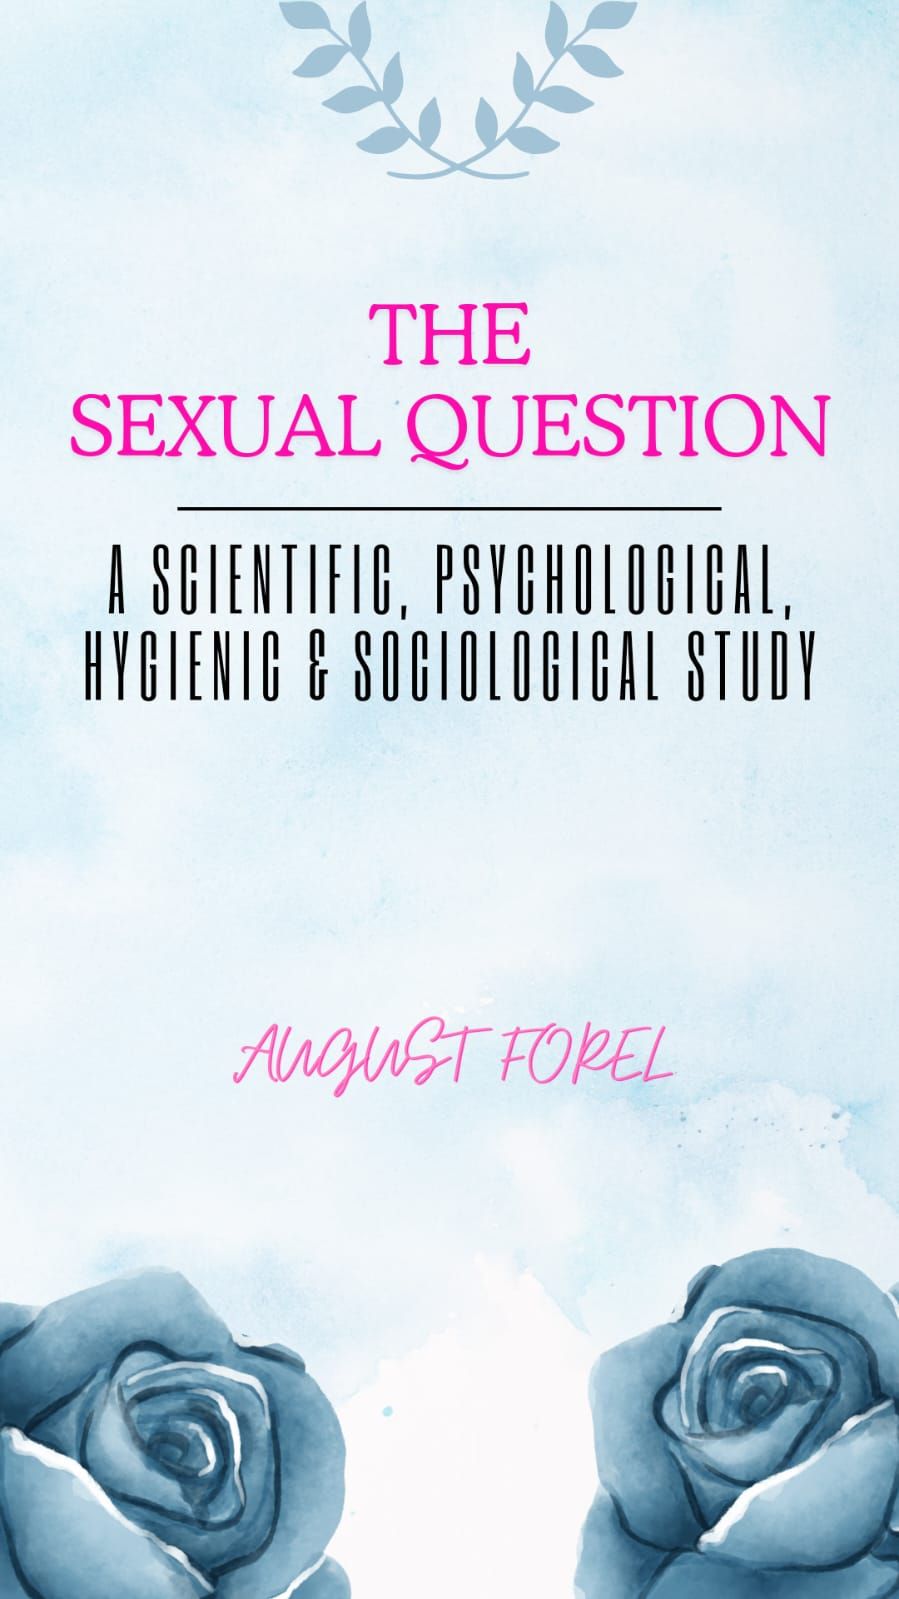 THE
SEXUAL QUESTION
A SCIENTIFIC, PSYCHOLOGICAL,
HYGIENIC & SOCIOLOGICAL STUDY
AUGUST FOREL